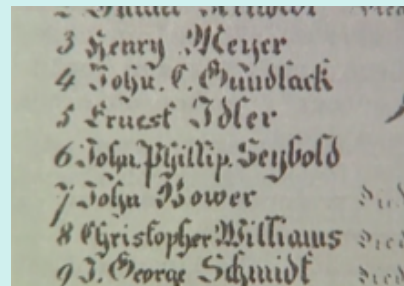 3 Henry Meyer
4 John. C. Gundlack
5 Ernest Idler
6 John. Phillip. Seybold
7 John Bower
8 Christopher Williams Died
9 J. George Schmidt